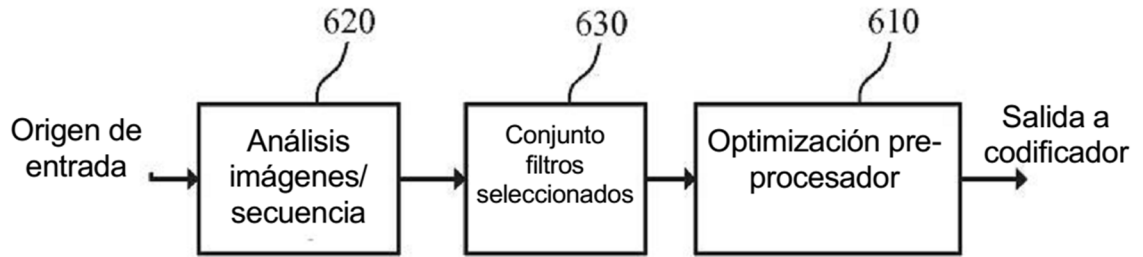 620
630
610
Origen de
entrada
Análisis
imágenes/
secuencia
Conjunto
filtros
seleccionados
Optimización pre-
procesador
Salida a
codificador